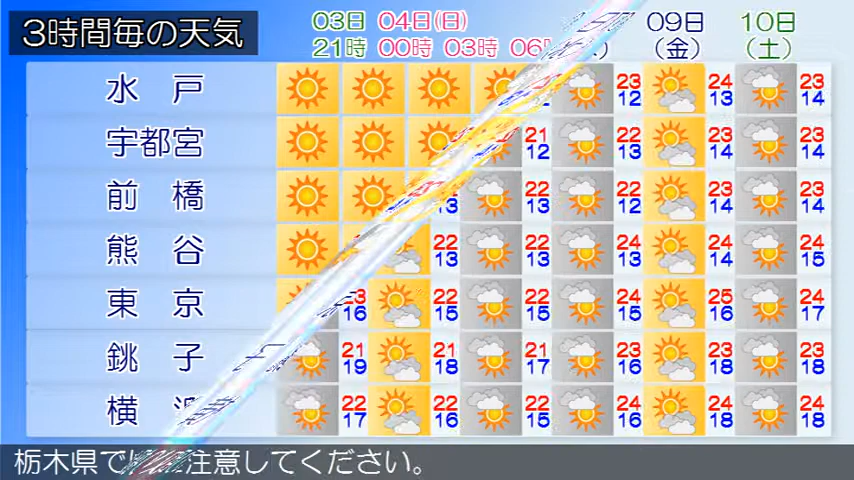 3時間毎の天気
03日 04日(日) 09日 10日
21時 00時 03時 (金) (土)
水 戸 23 12 24 13 23 14
宇都宮 21 12 22 13 23 14 23 14
前 橋 22 13 22 12 23 14 23 14
熊 谷 22 13 22 13 24 13 24 14 24 15
東 京 16 22 15 22 15 24 15 25 16 24 17
銚 子 21 19 21 18 21 17 23 16 23 18 23 18
横 22 17 22 16 22 15 24 16 24 18 24 18
栃木県で 注意してください。